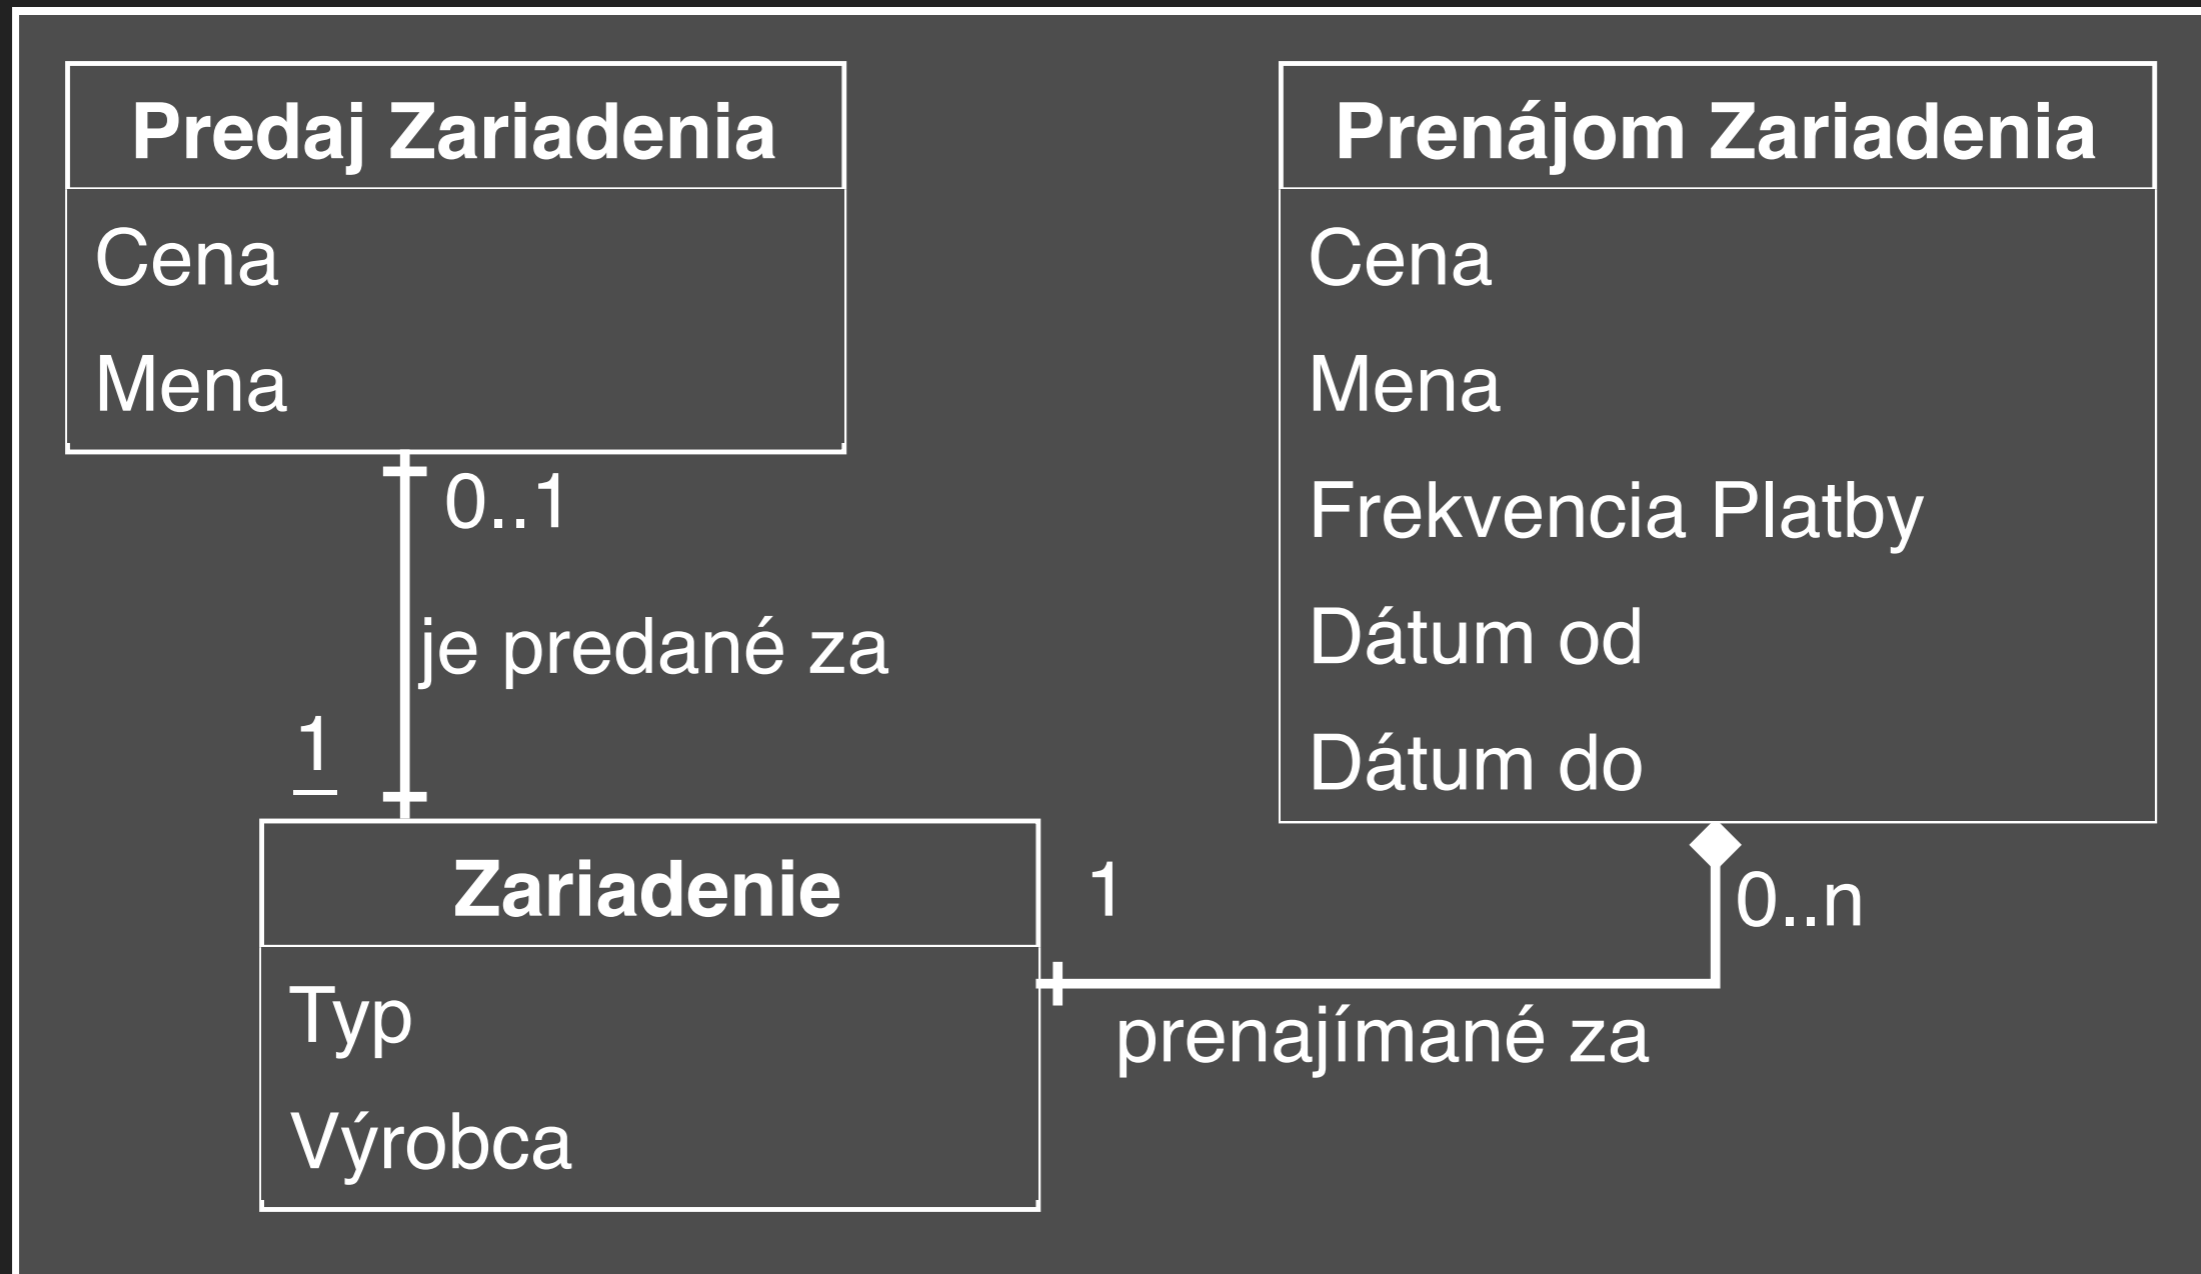 Predaj Zariadenia
Cena
Mena
0..1
je predané za
1
Zariadenie
Typ
Výrobca
1
prenajímané za
0..n
Prenájom Zariadenia
Cena
Mena
Frekvencia Platby
Dátum od
Dátum do